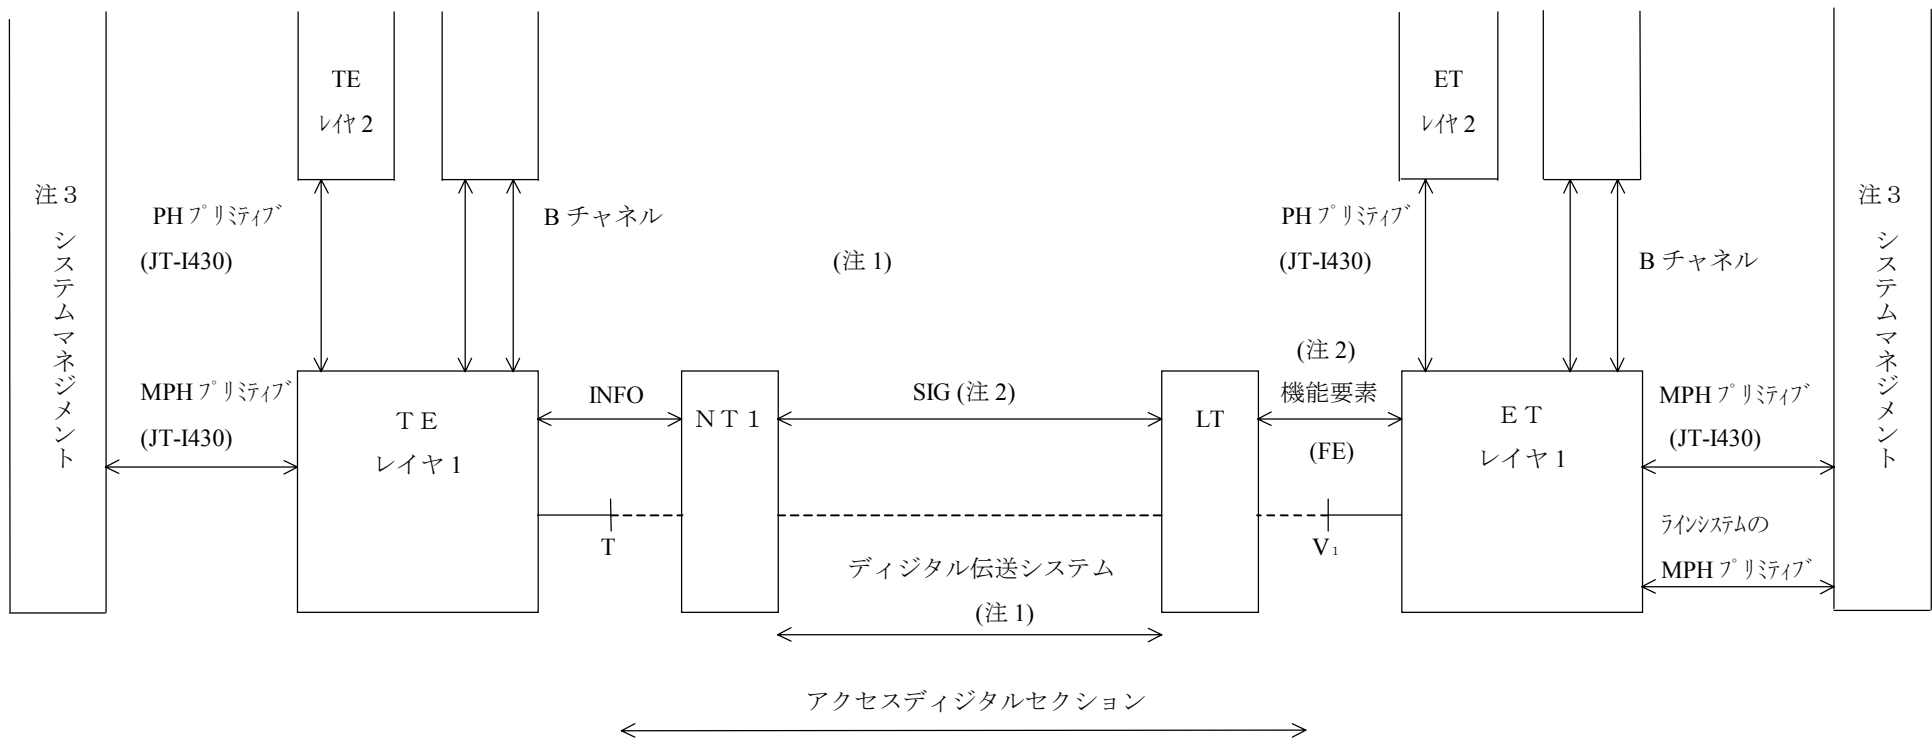 TE
レイヤ2
ET
レイヤ2
注３
システムマネジメント
PHプリミティブ
(JT-I430)
Bチャネル
(注1)
PHプリミティブ
(JT-I430)
Bチャネル
注３
システムマネジメント
MPHプリミティブ
(JT-I430)
ＴＥ
レイヤ1
INFO
ＮＴ１
SIG (注2)
LT
(注2)
機能要素
(FE)
ＥＴ
レイヤ1
MPHプリミティブ
(JT-I430)
T
V₁
ラインシステムの
MPHプリミティブ
ディジタル伝送システム
(注1)
アクセスディジタルセクション